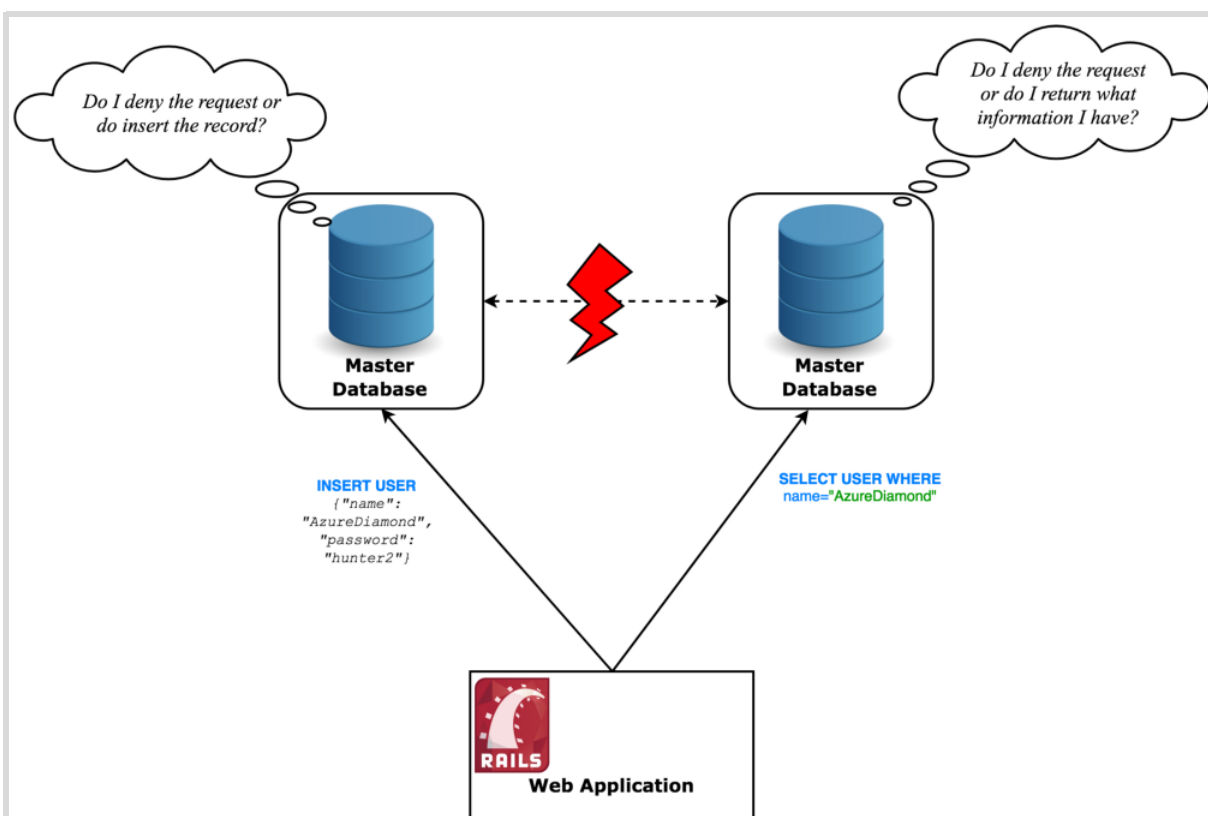 Do I deny the request or
do insert the record?
Do I deny the request
or do I return what
information I have?
Master
Database
Master
Database
INSERT USER
{"name":
"AzureDiamond",
"password":
"hunter2"}
SELECT USER WHERE
name="AzureDiamond"
RAILS
Web Application